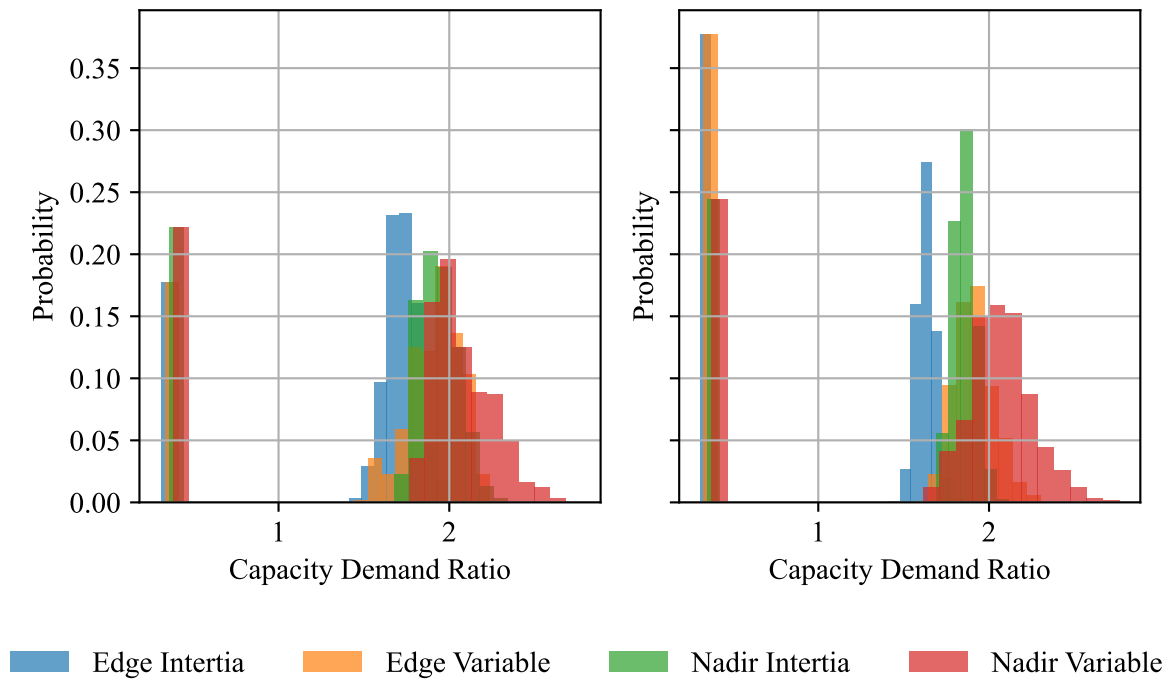 0.35
0.30
0.25
0.20
0.15
0.10
0.05
0.00
Probability
1 2
Capacity Demand Ratio
Probability
1 2
Capacity Demand Ratio
Edge Intertia Edge Variable Nadir Intertia Nadir Variable